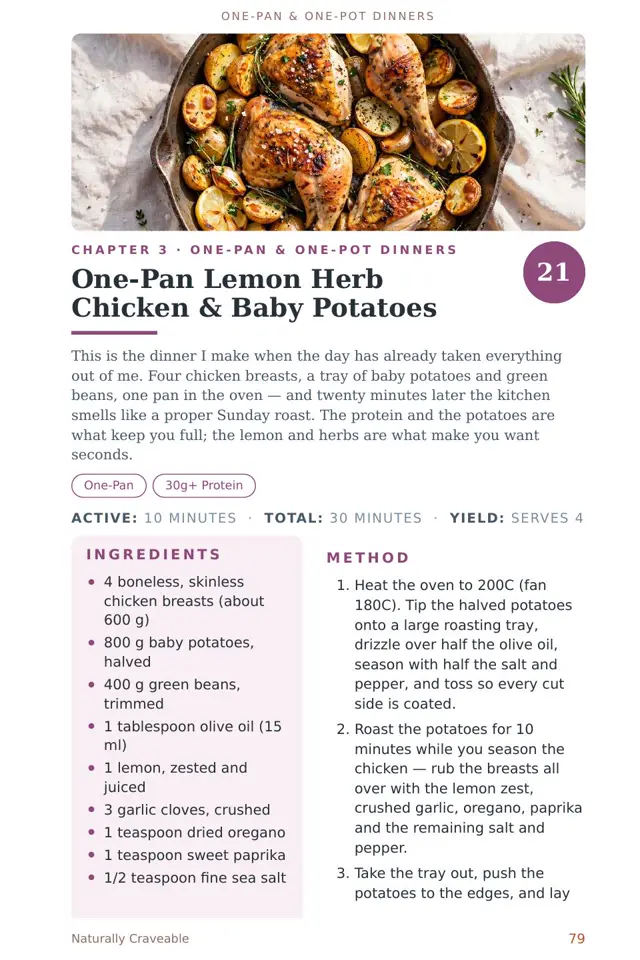 ONE-PAN & ONE-POT DINNERS
CHAPTER 3 · ONE-PAN & ONE-POT DINNERS
One-Pan Lemon Herb
Chicken & Baby Potatoes
21
This is the dinner I make when the day has already taken everything
out of me. Four chicken breasts, a tray of baby potatoes and green
beans, one pan in the oven — and twenty minutes later the kitchen
smells like a proper Sunday roast. The protein and the potatoes are
what keep you full; the lemon and herbs are what make you want
seconds.
One-Pan
30g+ Protein
ACTIVE: 10 MINUTES · TOTAL: 30 MINUTES · YIELD: SERVES 4
INGREDIENTS
• 4 boneless, skinless
chicken breasts (about
600 g)
• 800 g baby potatoes,
halved
• 400 g green beans,
trimmed
• 1 tablespoon olive oil (15
ml)
• 1 lemon, zested and
juiced
• 3 garlic cloves, crushed
• 1 teaspoon dried oregano
• 1 teaspoon sweet paprika
• 1/2 teaspoon fine sea salt
METHOD
1. Heat the oven to 200C (fan
180C). Tip the halved potatoes
onto a large roasting tray,
drizzle over half the olive oil,
season with half the salt and
pepper, and toss so every cut
side is coated.
2. Roast the potatoes for 10
minutes while you season the
chicken — rub the breasts all
over with the lemon zest,
crushed garlic, oregano, paprika
and the remaining salt and
pepper.
3. Take the tray out, push the
potatoes to the edges, and lay
Naturally Craveable
79